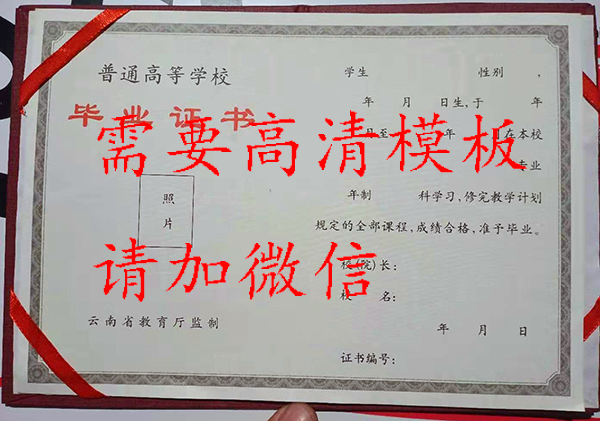 普通高等学校
毕业证书
照
片
云南省教育厅监制
学生 性别 ,
年 月 日生,于 年
月至 年 月在本校
专业
年制 科学习,修完教学计划
规定的全部课程,成绩合格,准予毕业。
校(院)长:
校 名:
年 月 日
证书编号:
需要高清模板
请加微信